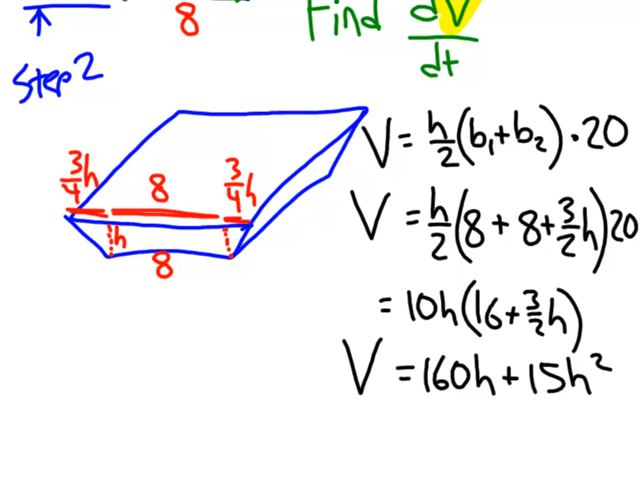 8
Find dV/dt
Step 2
3/4h 8 3/4h
h
8
V = h/2(b₁+b₂)·20
V = h/2(8+8+3/2h)20
= 10h(16+3/2h)
V = 160h+15h²